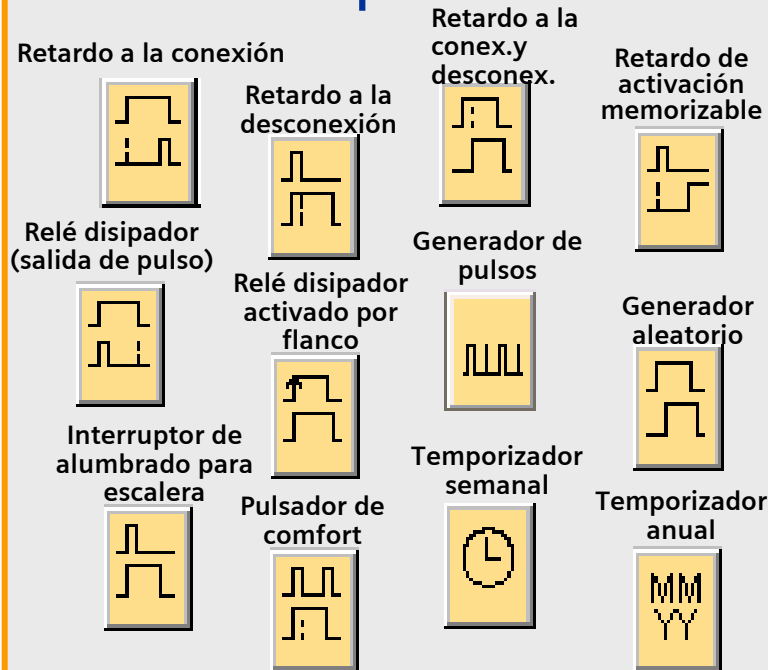 Retardo a la conexión
Retardo a la
desconexión
Retardo a la
conex.y
desconex.
Retardo de
activación
memorizable
Relé disipador
(salida de pulso)
Relé disipador
activado por
flanco
Generador de
pulsos
Generador
aleatorio
Interruptor de
alumbrado para
escalera
Pulsador de
comfort
Temporizador
semanal
Temporizador
anual
MM
YY